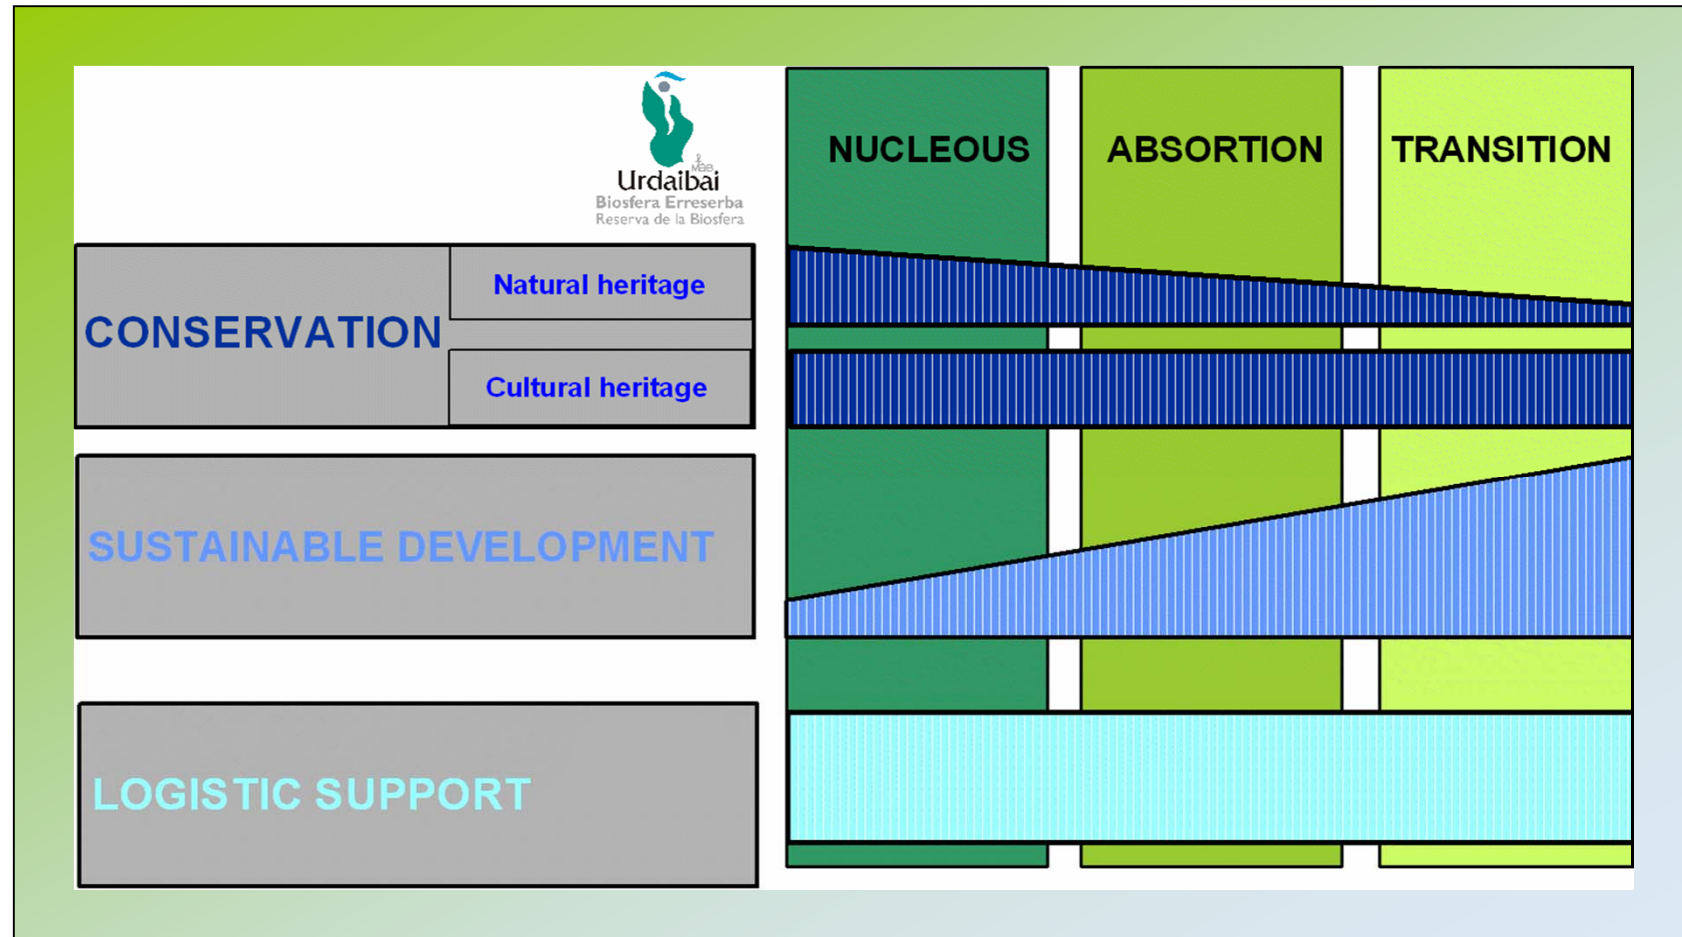 MaB
Urdaibai
Biosfera Erreserba
Reserva de la Biosfera
NUCLEOUS
ABSORTION
TRANSITION
CONSERVATION
Natural heritage
Cultural heritage
SUSTAINABLE DEVELOPMENT
LOGISTIC SUPPORT